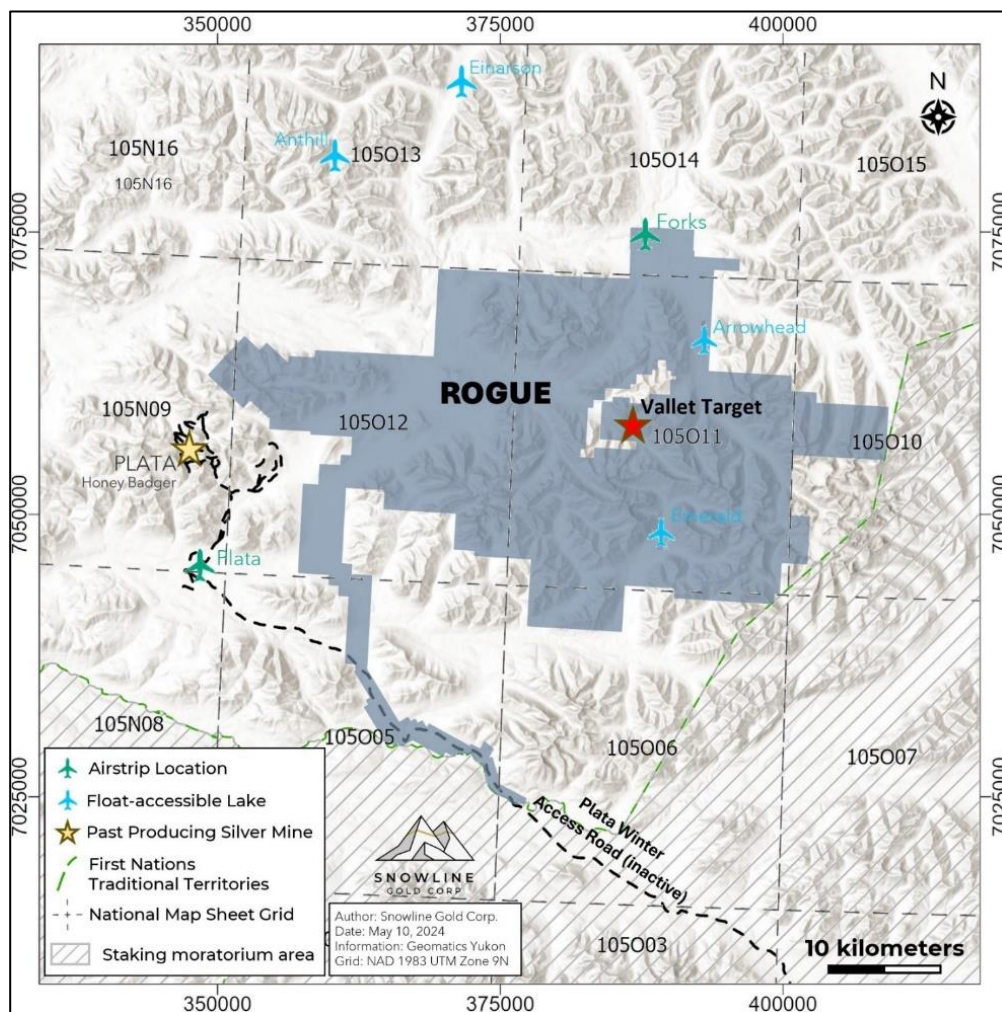 350000
375000
400000
Einarson
N
Anthill
105N16
105O13
105O14
105O15
105N16
7075000
7075000
Forks
Arrowhead
ROGUE
Vallet Target
105N09
105O12
105O11
105O10
PLATA
Honey Badger
7050000
7050000
Emerald
Plata
105N08
105O05
105O06
105O07
7025000
7025000
Plata Winter
Access Road (inactive)
Airstrip Location
Float-accessible Lake
Past Producing Silver Mine
First Nations
Traditional Territories
National Map Sheet Grid
Staking moratorium area
SNOWLINE
GOLD CORP
Author: Snowline Gold Corp.
Date: May 10, 2024
Information: Geomatics Yukon
Grid: NAD 1983 UTM Zone 9N
105O03
10 kilometers
350000
375000
400000